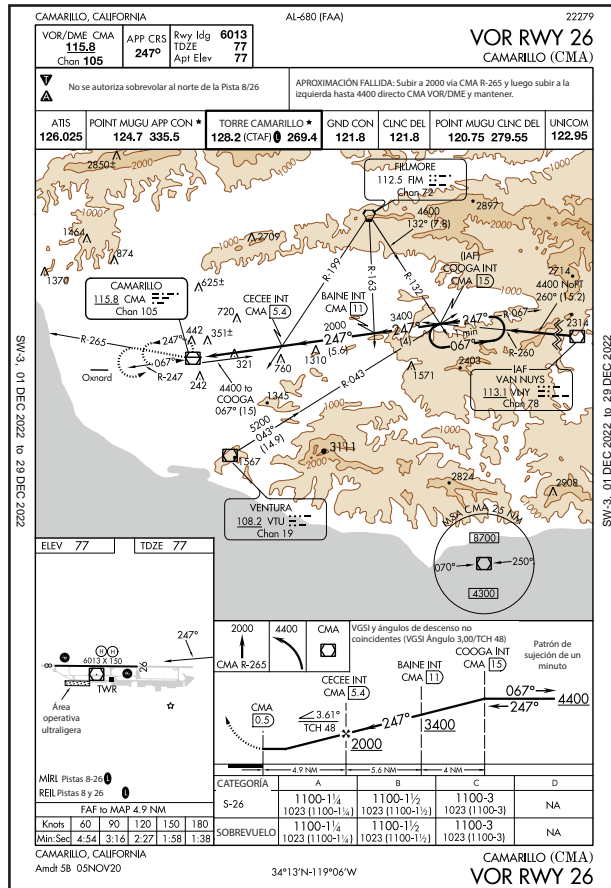 CAMARILLO, CALIFORNIA
AL-680 (FAA)
22279
VOR/DME CMA
115.8
Chan 105
APP CRS
247°
Rwy ldg 6013
TDZE 77
Apt Elev 77
VOR RWY 26
CAMARILLO (CMA)
T
A
No se autoriza sobrevolar al norte de la Pista 8/26
APROXIMACIÓN FALLIDA: Subir a 2000 vía CMA R-265 y luego subir a la
izquierda hasta 4400 directo CMA VOR/DME y mantener.
ATIS
126.025
POINT MUGU APP CON ★
124.7 335.5
TORRE CAMARILLO ★
128.2 (CTAF) L 269.4
GND CON
121.8
CLNC DEL
121.8
POINT MUGU CLNC DEL
120.75 279.55
UNICOM
122.95
2850±
2000
1000
FILLMORE
112.5 FIM
Chan 72
4600
132° (7.8)
2897
1464
874
1370
2709
R-199
R-163
R-132
(IAF)
COOGA INT
CMA 15
2714
4400 NoPT
260° (15.2)
CAMARILLO
115.8 CMA
Chan 105
625±
720
CECEE INT
CMA 5.4
BAINE INT
CMA 11
2000
3400
247°
(5.6)
247°
(4)
247°
067°
min
R-067
2314
R-265
247°
442
351±
067°
R-247
Oxnard
242
321
760
1310
1571
2403
R-260
IAF
VAN NUYS
113.1 VNY
Chan 78
4400 to
COOGA
067° (15)
1345
R-043
5200
043°
(14.9)
1567
3111
2000
1000
2824
2908
VENTURA
108.2 VTU
Chan 19
MSA CMA 25 NM
8700
070°
250°
4300
SW-3, 01 DEC 2022 to 29 DEC 2022
SW-3, 01 DEC 2022 to 29 DEC 2022
ELEV 77
TDZE 77
247°
H H
6013 X 150
8
26
P
P
TWR
Área
operativa
ultraligera
MIRL Pistas 8-26 L
REIL Pistas 8 y 26 L
FAF to MAP 4.9 NM
Knots 60 90 120 150 180
Min:Sec 4:54 3:16 2:27 1:58 1:38
2000
CMA R-265
4400
CMA
VGSI y ángulos de descenso no
coincidentes (VGSI Ángulo 3,00/TCH 48)
COOGA INT
CMA 15
Patrón de
sujeción de un
minuto
CECEE INT
CMA 5.4
BAINE INT
CMA 11
CMA
0.5
3.61°
TCH 48
067°
247°
4400
247°
3400
2000
4.9 NM
5.6 NM
4 NM
CATEGORÍA A B C D
S-26
1100-1¼
1023 (1100-1¼)
1100-1½
1023 (1100-1½)
1100-3
1023 (1100-3)
NA
SOBREVUELO
1100-1¼
1023 (1100-1¼)
1100-1½
1023 (1100-1½)
1100-3
1023 (1100-3)
NA
CAMARILLO, CALIFORNIA
Amdt 5B 05NOV20
34°13'N-119°06'W
CAMARILLO (CMA)
VOR RWY 26